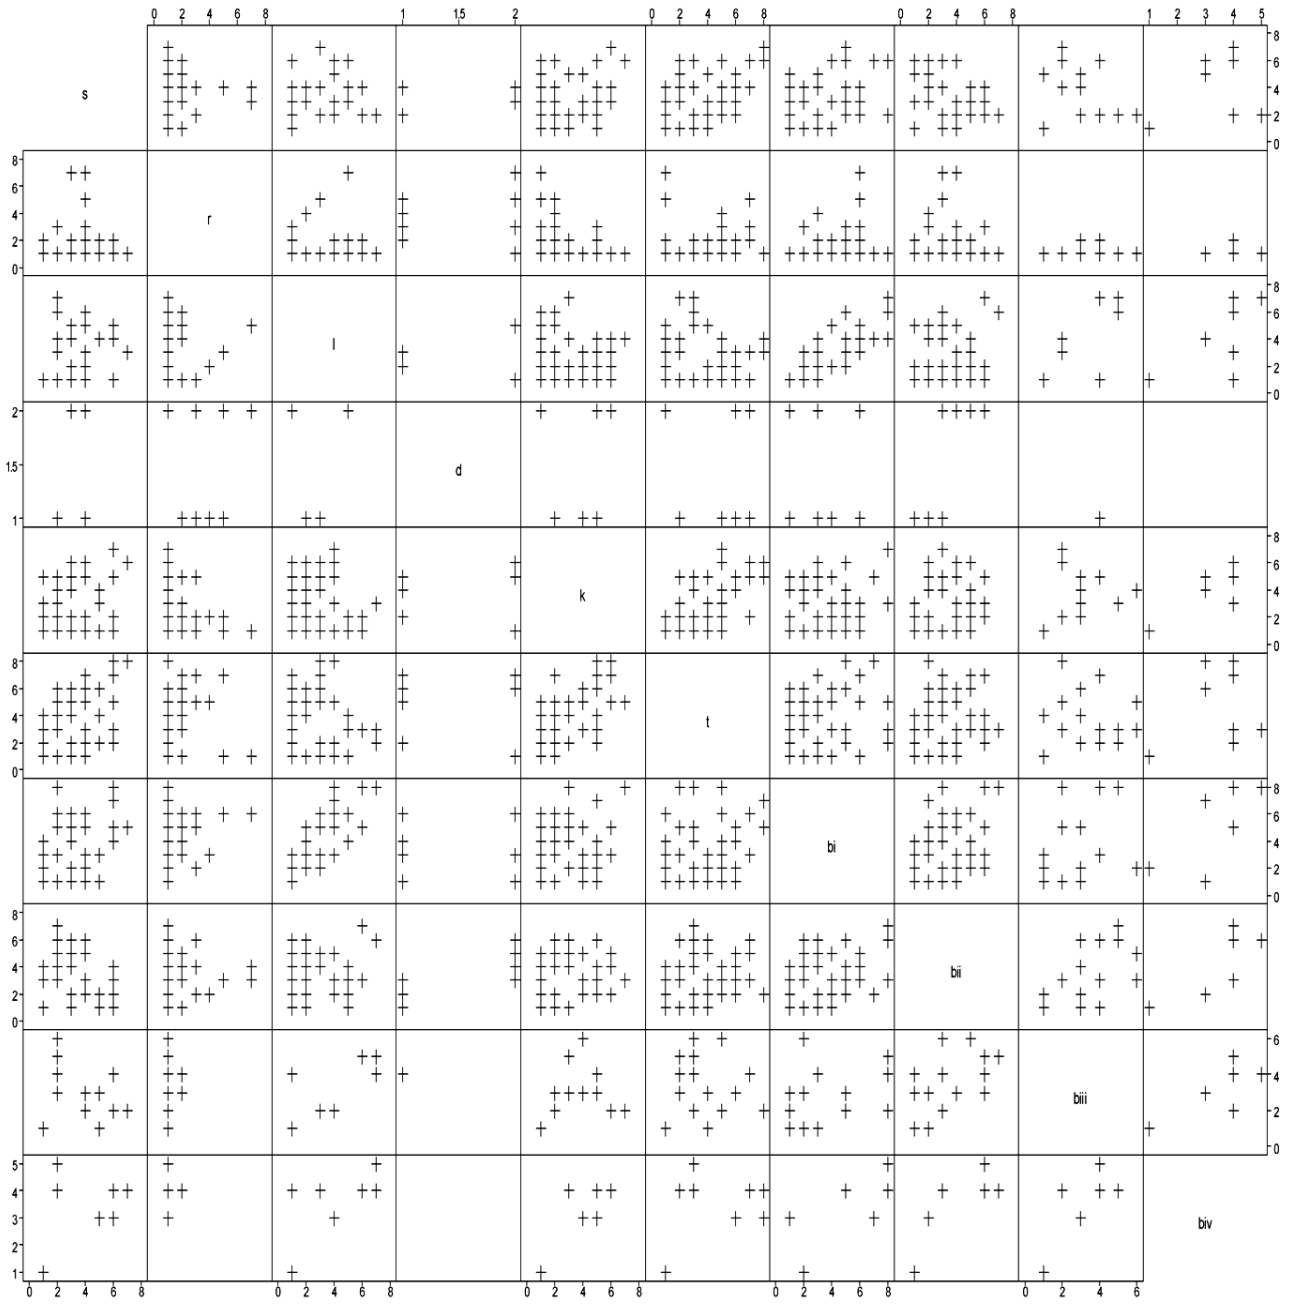 0 2 4 6 8 1 1.5 2 0 2 4 6 8 0 2 4 6 8 1 2 3 4 5
s 8 6 4 2 0
8 6 4 2 0 r
l 8 6 4 2 0
2 1.5 1 d
k 8 6 4 2 0
8 6 4 2 0 t
bi 8 6 4 2 0
8 6 4 2 0 bii
biii 6 4 2 0
5 4 3 2 1 biv
0 2 4 6 8 0 2 4 6 8 0 2 4 6 8 0 2 4 6 8 0 2 4 6